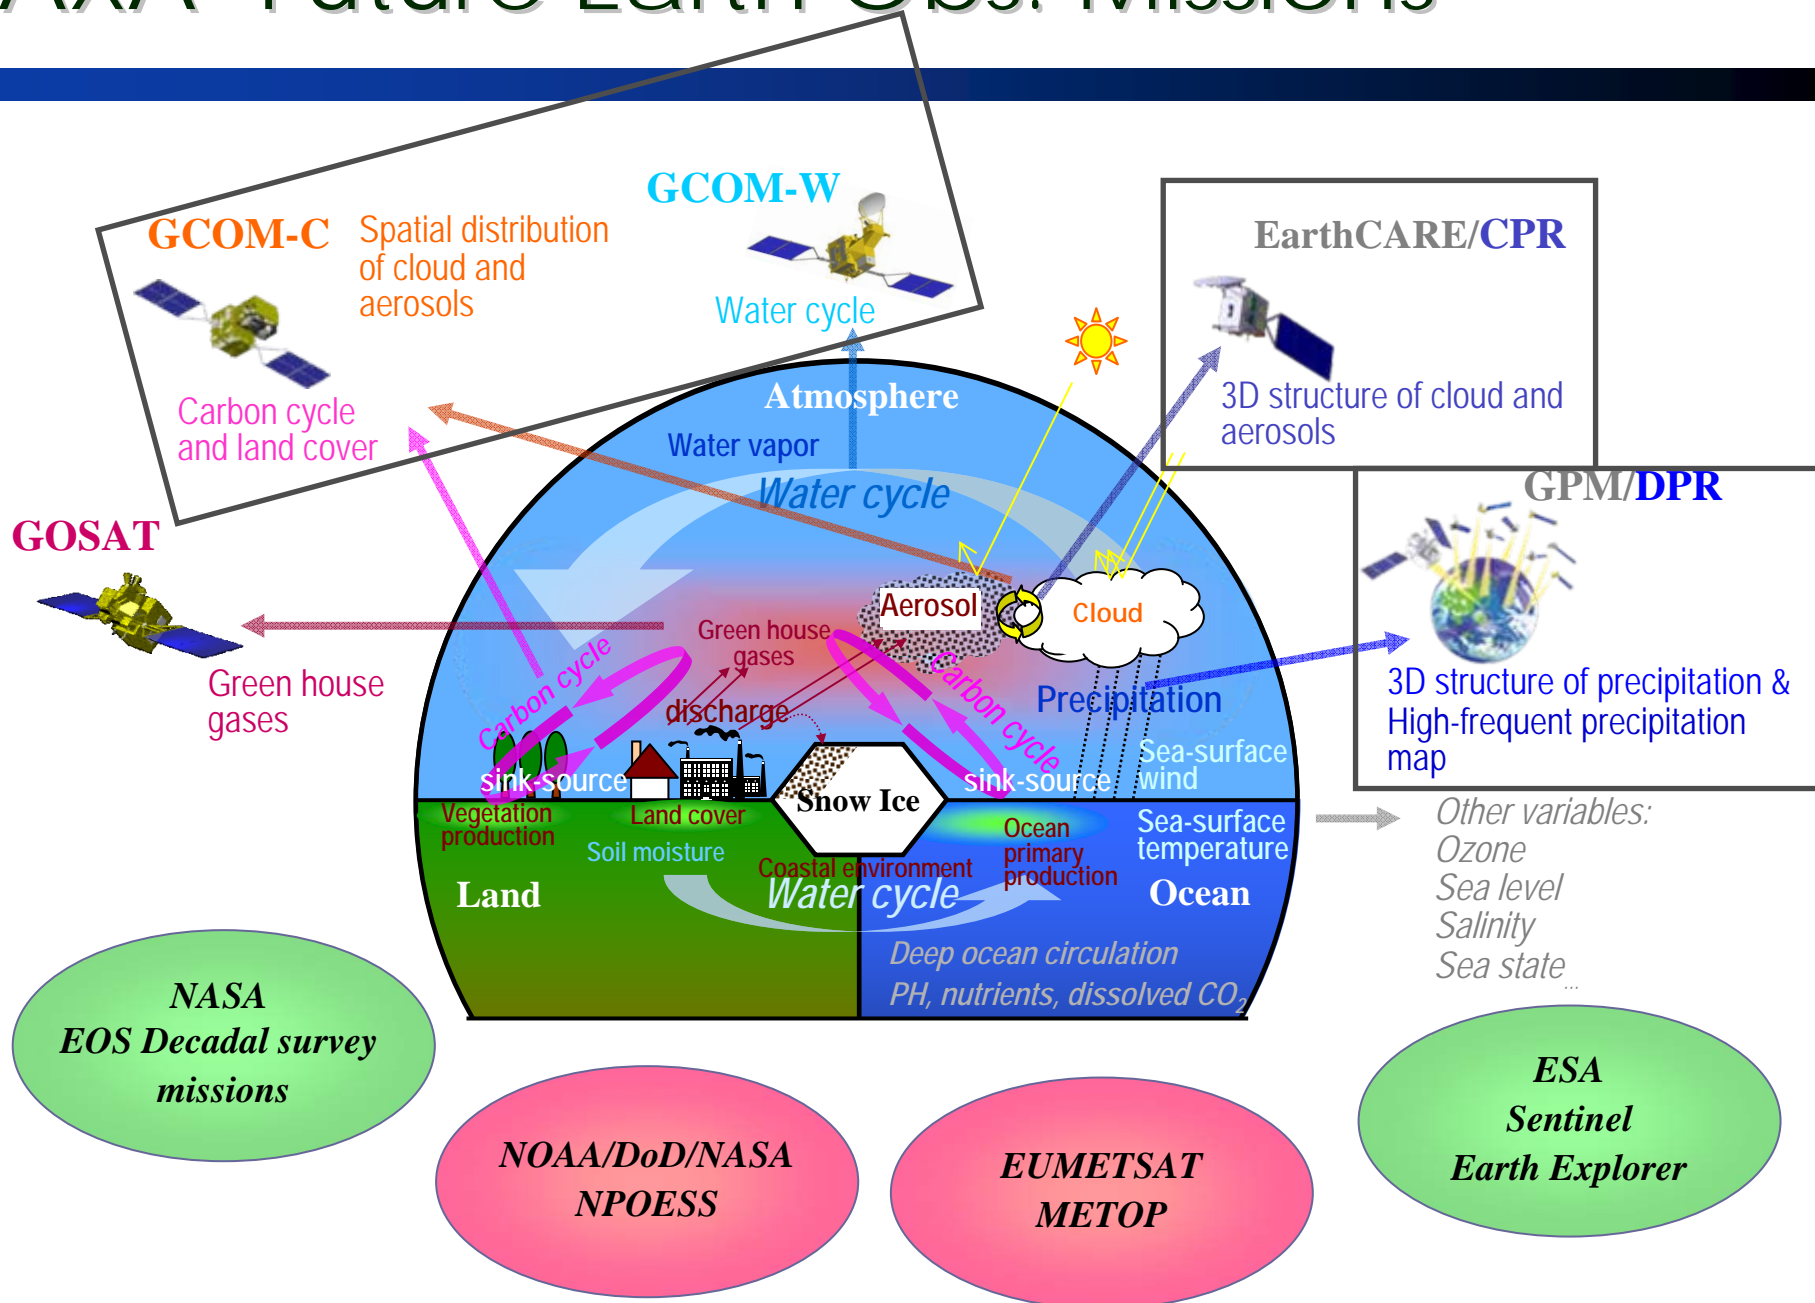 AXA Future Earth Obs. Missions
GCOM-W
GCOM-C
Spatial distribution
of cloud and
aerosols
Water cycle
Carbon cycle
and land cover
EarthCARE/CPR
3D structure of cloud and
aerosols
GPM/DPR
3D structure of precipitation &
High-frequent precipitation
map
GOSAT
Green house
gases
Atmosphere
Water vapor
Water cycle
Aerosol
Cloud
Green house
gases
Carbon cycle
Carbon cycle
discharge
Precipitation
Sea-surface
wind
sink-source
sink-source
Snow Ice
Vegetation
production
Land cover
Soil moisture
Coastal environment
Ocean
primary
production
Sea-surface
temperature
Land
Water cycle
Ocean
Deep ocean circulation
PH, nutrients, dissolved CO2
Other variables:
Ozone
Sea level
Salinity
Sea state...
NASA
EOS Decadal survey
missions
NOAA/DoD/NASA
NPOESS
EUMETSAT
METOP
ESA
Sentinel
Earth Explorer